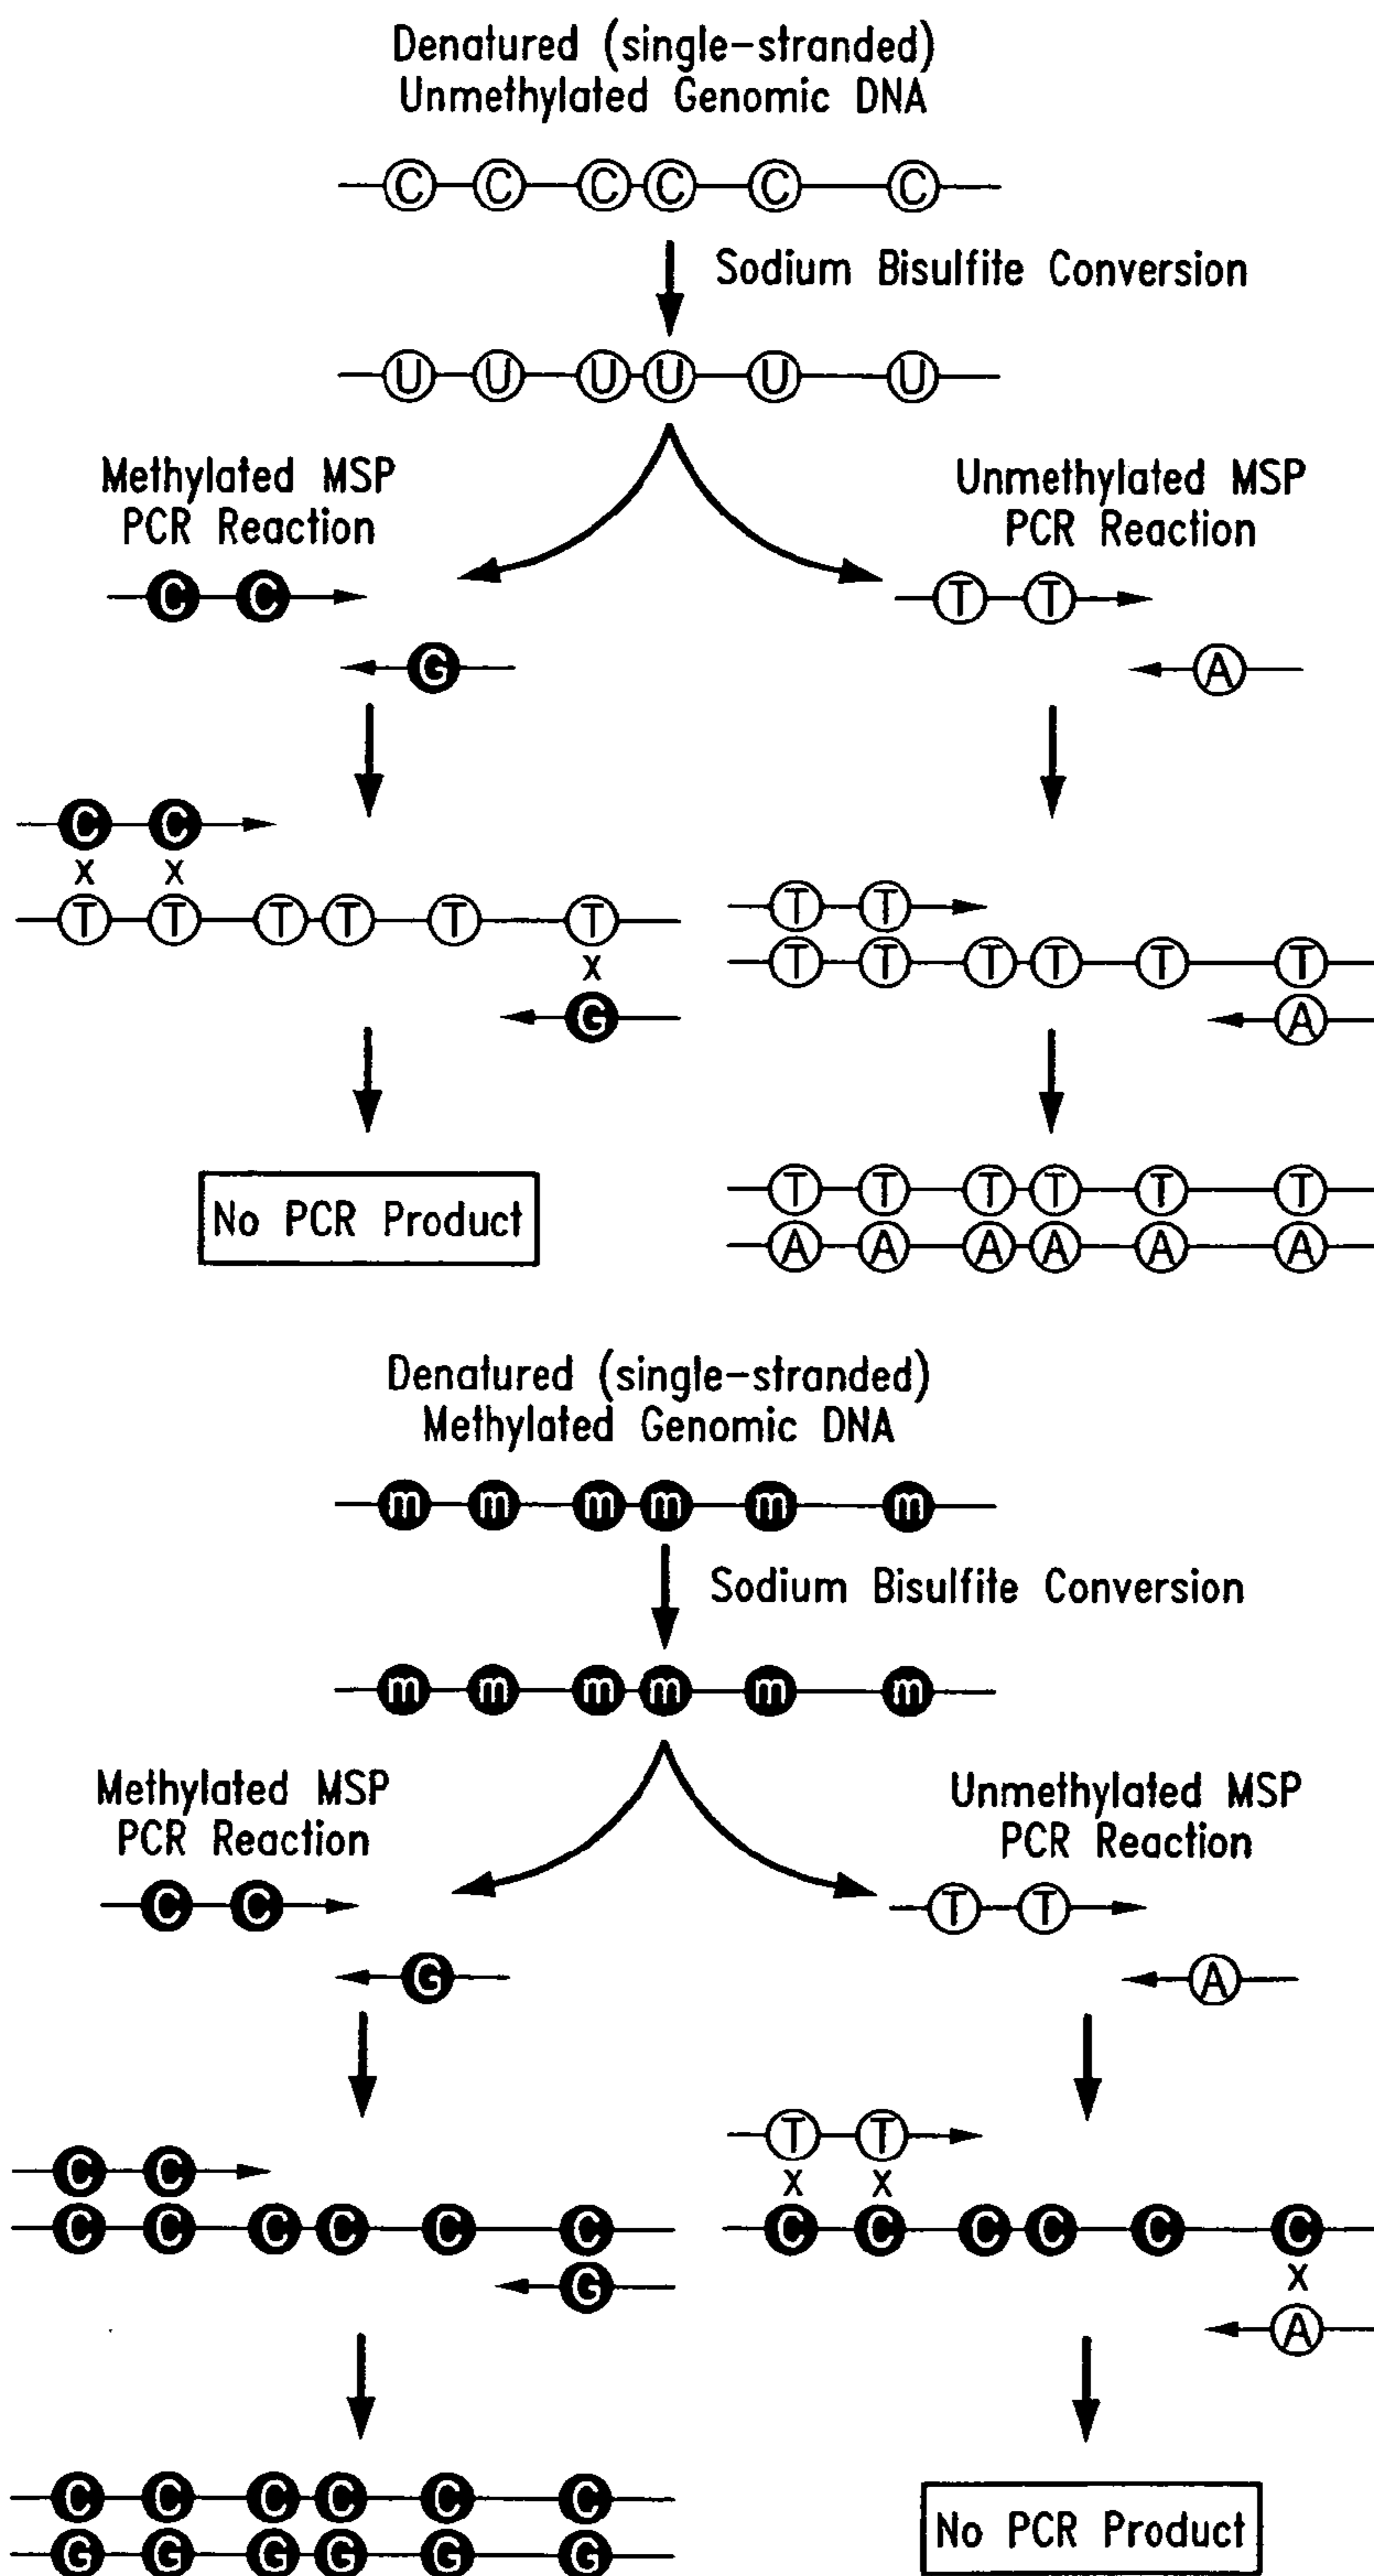 Denatured (single-stranded)
Unmethylated Genomic DNA
C C C C C C
Sodium Bisulfite Conversion
U U U U U U
Methylated MSP
PCR Reaction
C C
G
Unmethylated MSP
PCR Reaction
T T
A
C C
x x
T T T T T T
x
G
No PCR Product
T T
T T T T T T
A
T T T T T T
A A A A A A
Denatured (single-stranded)
Methylated Genomic DNA
m m m m m m
Sodium Bisulfite Conversion
m m m m m m
Methylated MSP
PCR Reaction
C C
G
Unmethylated MSP
PCR Reaction
T T
A
C C
C C C C C C
G
C C C C C C
G G G G G G
T T
x x
C C C C C C
x
A
No PCR Product